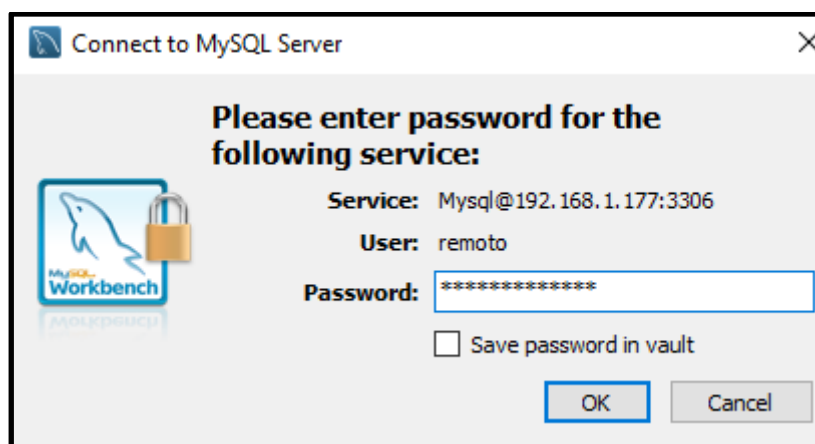 Connect to MySQL Server
Please enter password for the
following service:
Service: Mysql@192.168.1.177:3306
User: remoto
MySQL
Workbench
Password: *************
Save password in vault
OK Cancel